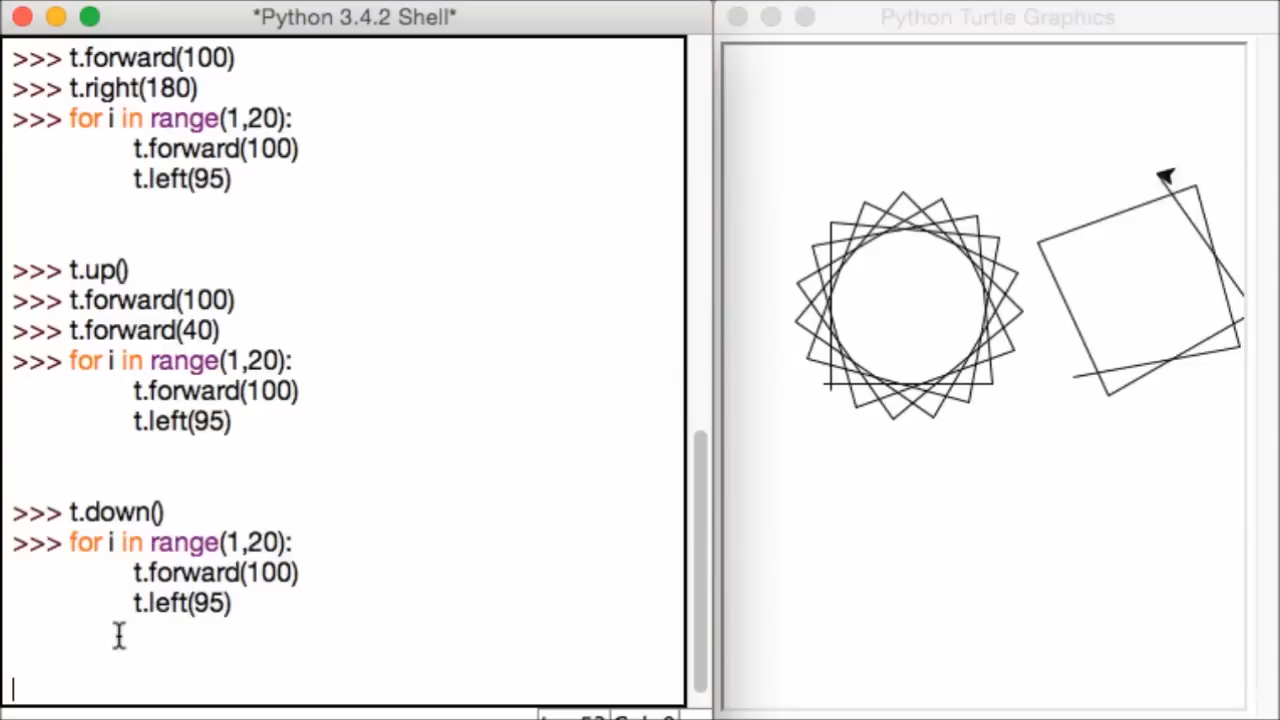 *Python 3.4.2 Shell*
>>> t.forward(100)
>>> t.right(180)
>>> for i in range(1,20):
t.forward(100)
t.left(95)
>>> t.up()
>>> t.forward(100)
>>> t.forward(40)
>>> for i in range(1,20):
t.forward(100)
t.left(95)
>>> t.down()
>>> for i in range(1,20):
t.forward(100)
t.left(95)
Python Turtle Graphics